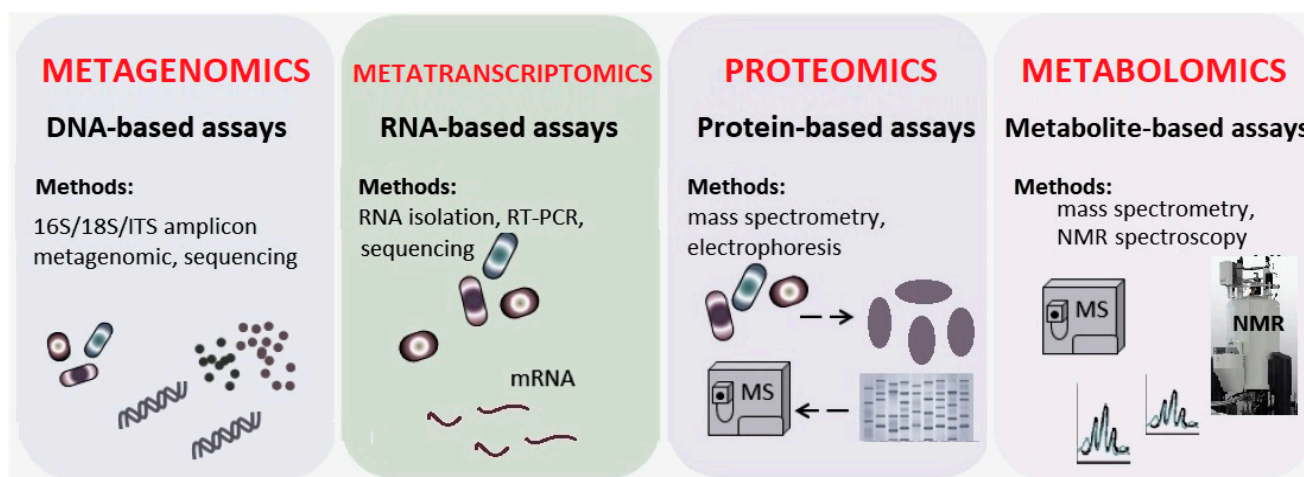 METAGENOMICS
DNA-based assays
Methods:
16S/18S/ITS amplicon
metagenomic, sequencing
METATRANSCRIPTOMICS
RNA-based assays
Methods:
RNA isolation, RT-PCR,
sequencing
mRNA
PROTEOMICS
Protein-based assays
Methods:
mass spectrometry,
electrophoresis
MS
METABOLOMICS
Metabolite-based assays
Methods:
mass spectrometry,
NMR spectroscopy
MS
NMR